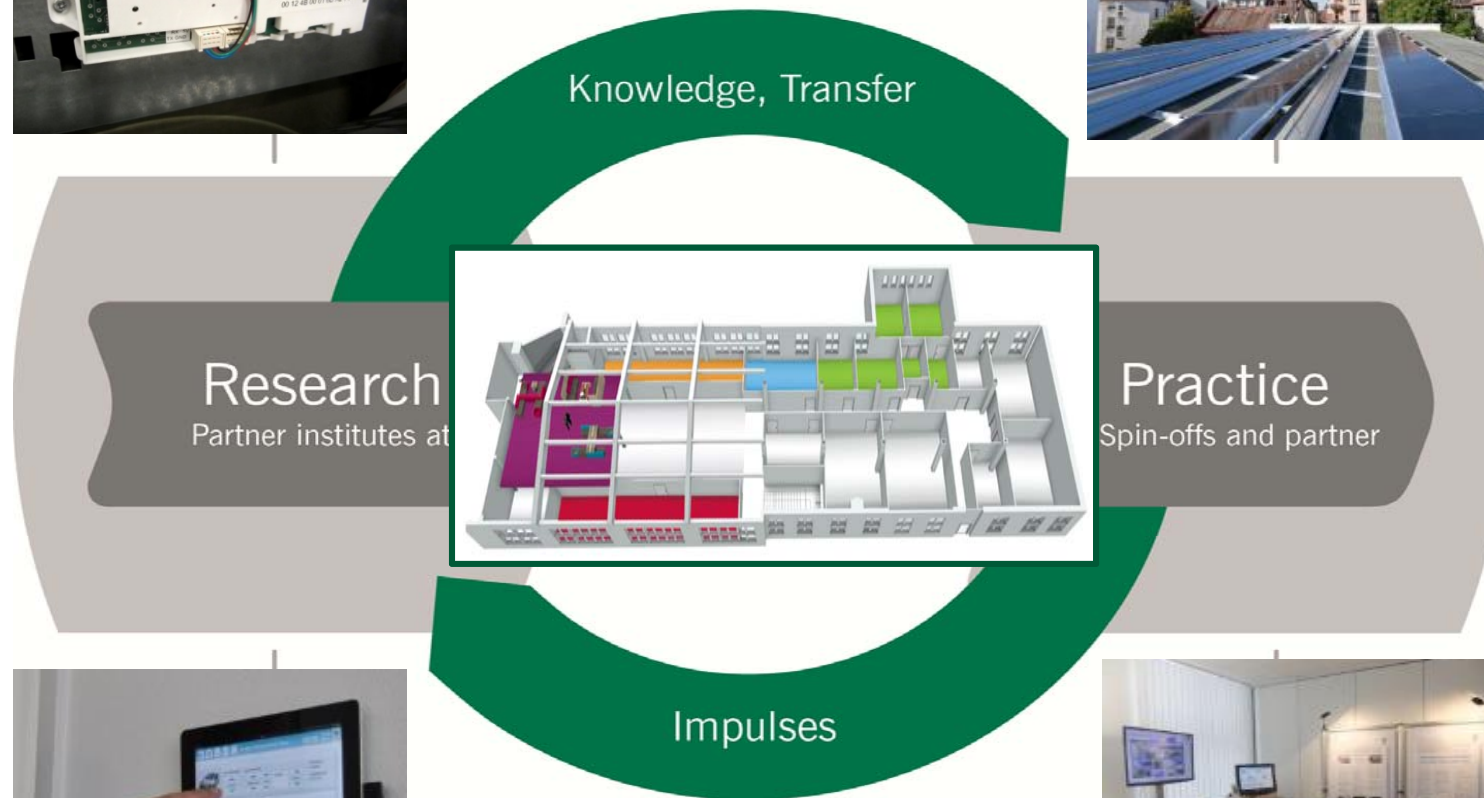 Knowledge, Transfer
Research
Partner institutes at
Practice
Spin-offs and partner
Impulses